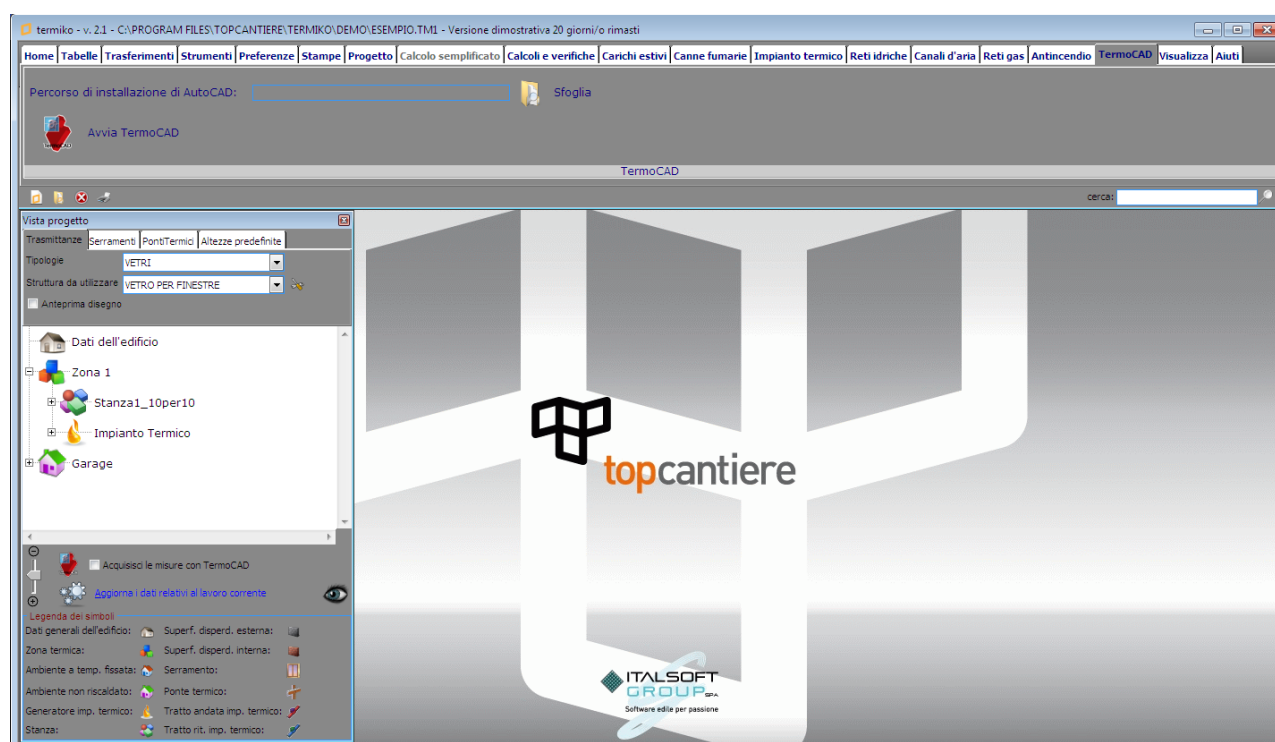 termiko - v. 2.1 - C:\PROGRAM FILES\TOPCANTIERE\TERMIKO\DEMO\ESEMPIO.TM1 - Versione dimostrativa 20 giorni/o rimasti
Home Tabelle Trasferimenti Strumenti Preferenze Stampe Progetto Calcolo semplificato Calcoli e verifiche Carichi estivi Canne fumarie Impianto termico Reti idriche Canali d'aria Reti gas Antincendio TermoCAD Visualizza Aiuti
Percorso di installazione di AutoCAD: Sfoglia
Avvia TermoCAD
TermoCAD
cerca:
Vista progetto
Trasmittanze Serramenti PontiTermici Altezze predefinite
Tipologie VETRI
Struttura da utilizzare VETRO PER FINESTRE
Anteprima disegno
Dati dell'edificio
Zona 1
Stanza1_10per10
Impianto Termico
Garage
topcantiere
Acquisisci le misure con TermoCAD
Aggiorna i dati relativi al lavoro corrente
Legenda dei simboli
Dati generali dell'edificio: Superf. disperd. esterna:
Zona termica: Superf. disperd. interna:
Ambiente a temp. fissata: Serramento:
Ambiente non riscaldato: Ponte termico:
Generatore imp. termico: Tratto andata imp. termico:
Stanza: Tratto rit. imp. termico:
ITALSOFT
GROUP SPA
Software edile per passione